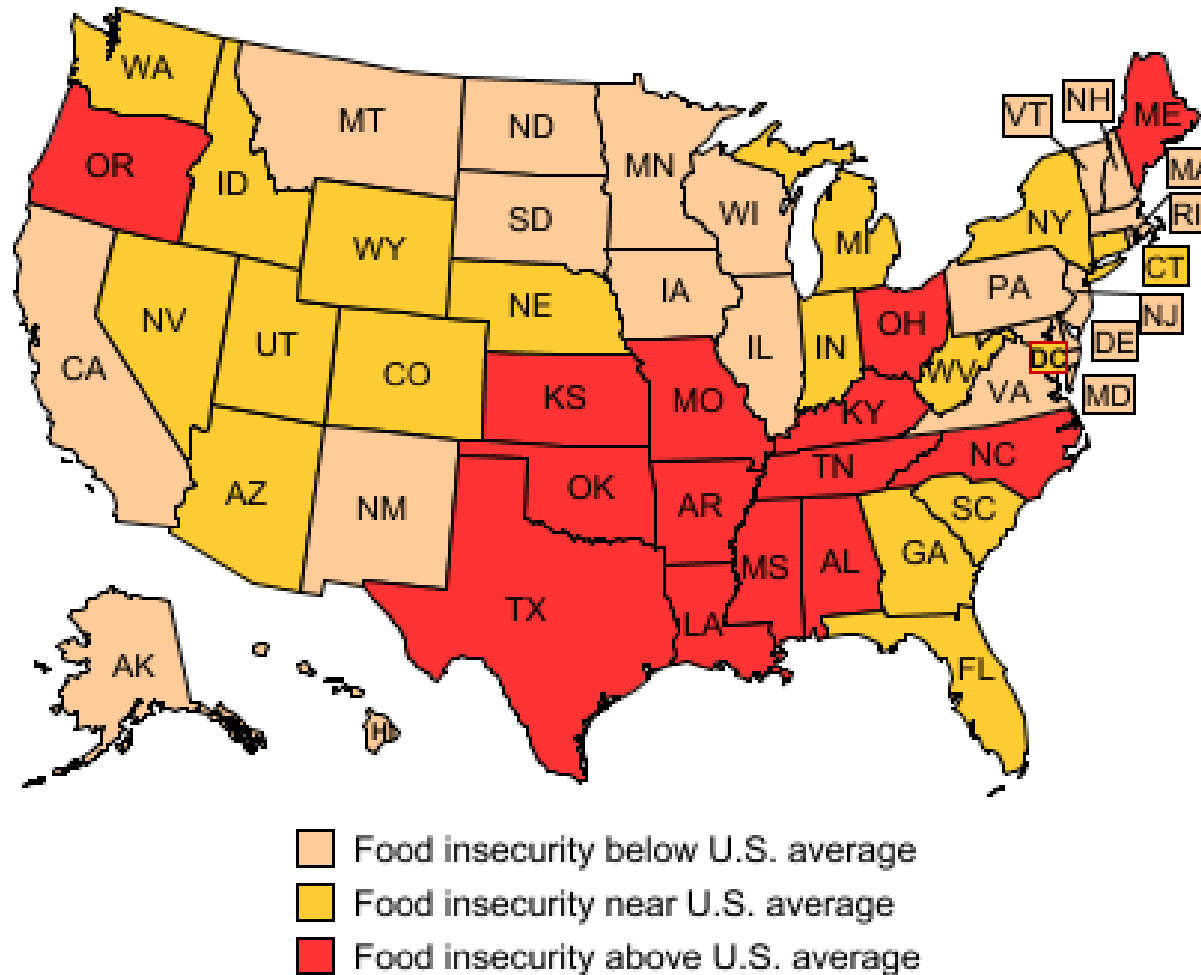 WA
MT
ND
MN
VT
NH
ME
OR
ID
MA
SD
WI
RI
WY
MI
NY
CT
IA
PA
NE
NJ
NV
OH
UT
IL
IN
DE
CO
DC
CA
WV
VA
MD
KS
MO
KY
TN
NC
AZ
OK
NM
AR
SC
GA
MS
AL
TX
LA
AK
FL
H
Food insecurity below U.S. average
Food insecurity near U.S. average
Food insecurity above U.S. average